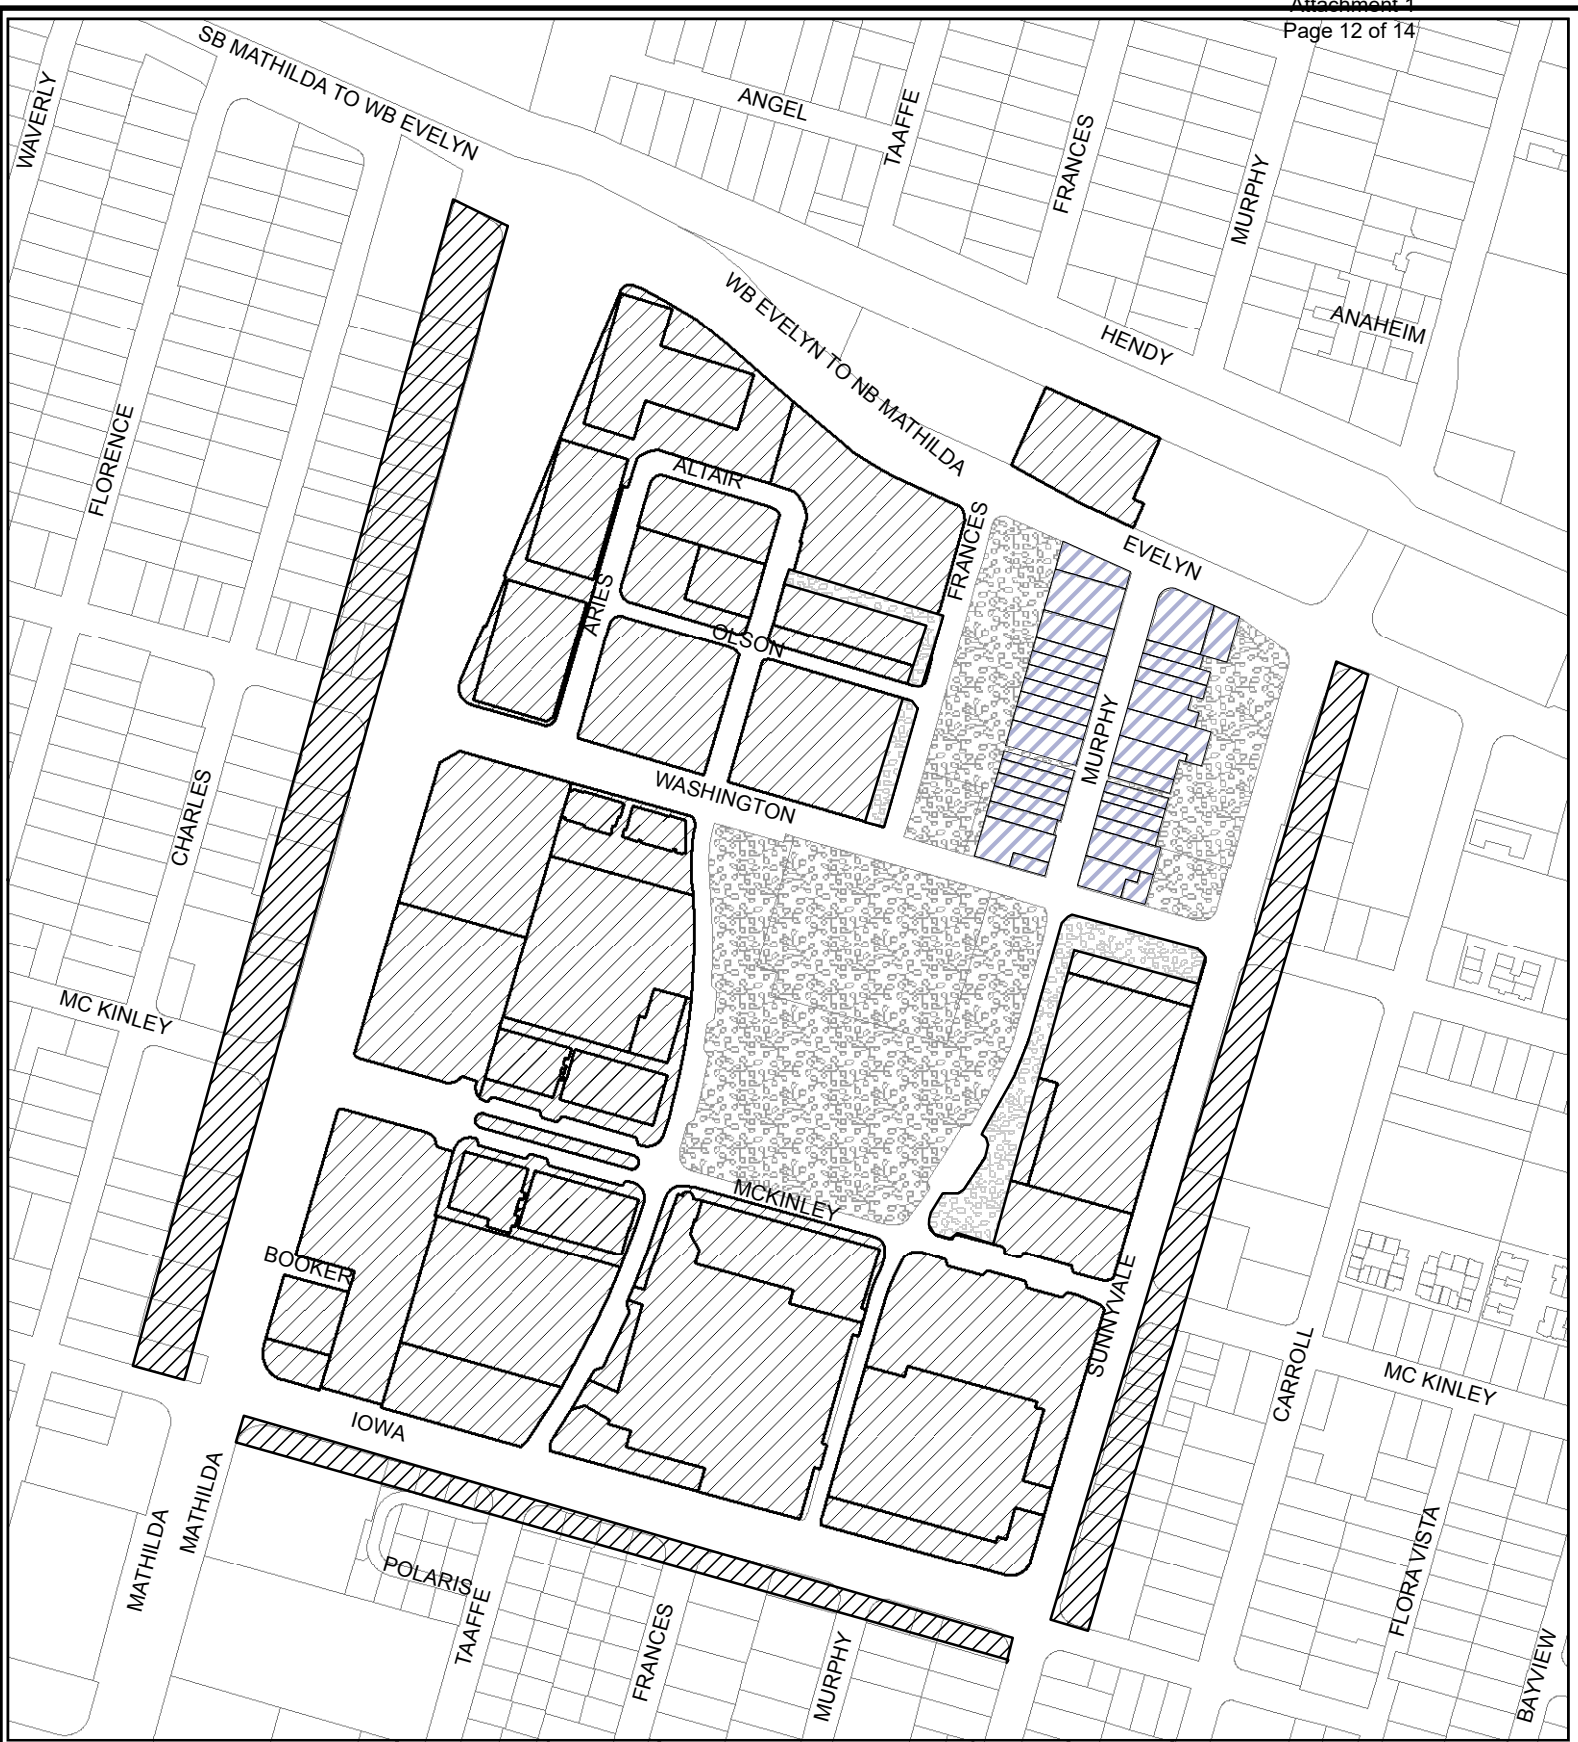 Attachment 1
Page 12 of 14
SB MATHILDA TO WB EVELYN
WAVERLY
ANGEL
TAAFFE
FRANCES
MURPHY
ANAHEIM
HENDY
WB EVELYN TO NB MATHILDA
FLORENCE
ALTAIR
FRANCES
EVELYN
ARIES
OLSON
MURPHY
WASHINGTON
CHARLES
MC KINLEY
MCKINLEY
BOOKER
SUNNYVALE
CARROLL
MC KINLEY
IOWA
MATHILDA
MATHILDA
POLARIS
TAAFFE
FRANCES
MURPHY
FLORA VISTA
BAYVIEW